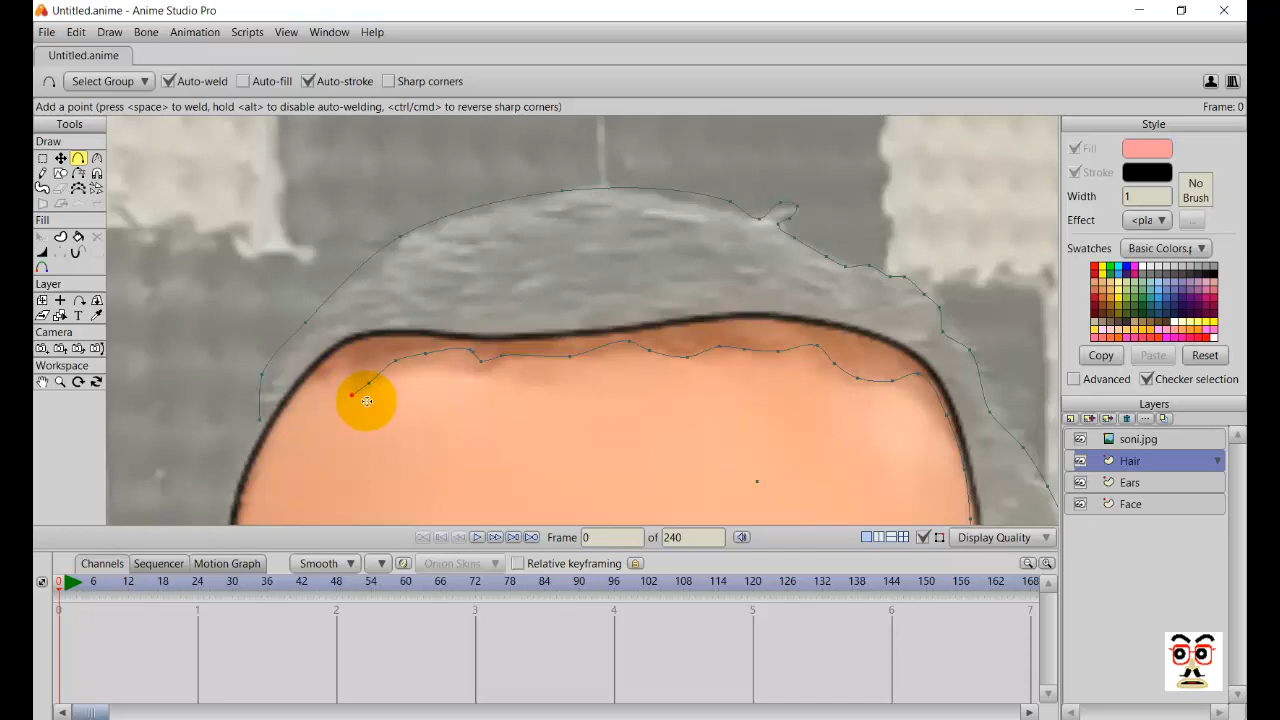 Untitled.anime - Anime Studio Pro
File Edit Draw Bone Animation Scripts View Window Help
Untitled.anime
Select Group Auto-weld Auto-fill Auto-stroke Sharp corners
Add a point (press <space> to weld, hold <alt> to disable auto-welding, <ctrl/cmd> to reverse sharp corners) Frame: 0
Tools Style
Draw
Fill
Stroke
Width 1
No
Brush
Effect <pla ...
Fill
Swatches Basic Colors.p
Layer
Camera
Workspace
Copy Paste Reset
Advanced Checker selection
Layers
soni.jpg
Hair
Ears
Face
Frame 0 of 240 Display Quality
Channels Sequencer Motion Graph Smooth Onion Skins Relative keyframing
0 6 12 18 24 30 36 42 48 54 60 66 72 78 84 90 96 102 108 114 120 126 132 138 144 150 156 162 168
0 1 2 3 4 5 6 7